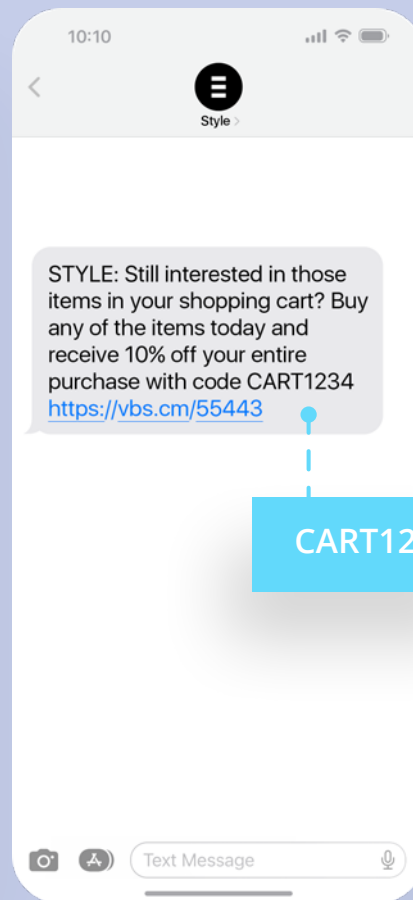 10:10
Style
STYLE: Still interested in those
items in your shopping cart? Buy
any of the items today and
receive 10% off your entire
purchase with code CART1234
https://vbs.cm/55443
CART12
Text Message